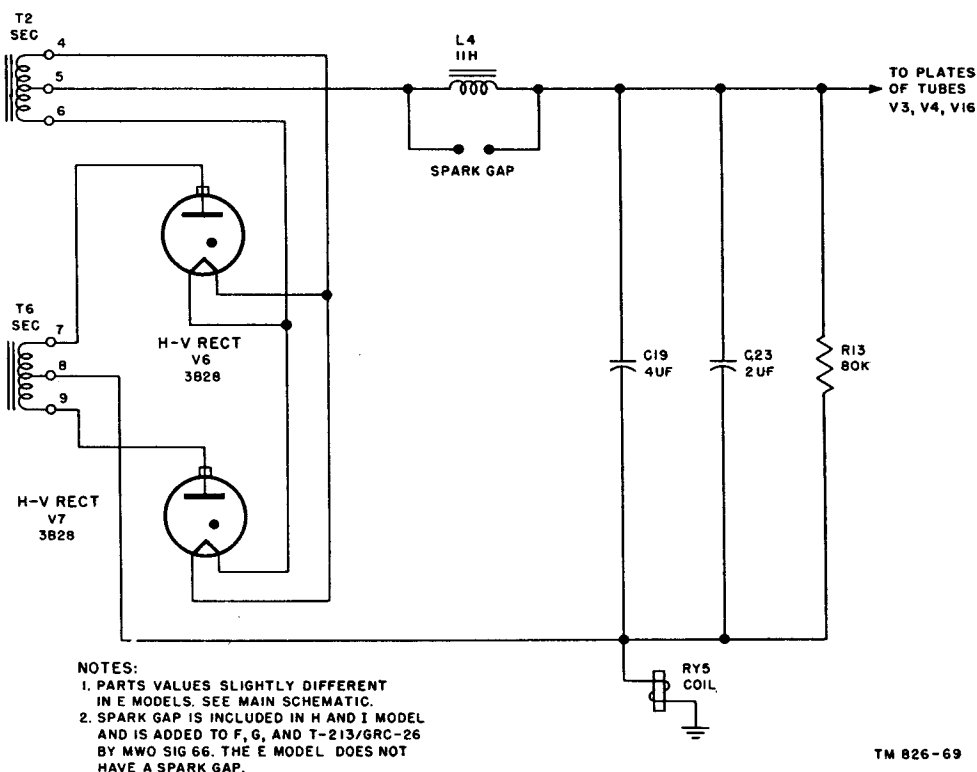 T2
SEC
4
5
6
L4
11H
SPARK GAP
TO PLATES
OF TUBES
V3, V4, V16
T6
SEC
7
8
9
H-V RECT
V6
3B28
H-V RECT
V7
3B28
C19
4UF
C23
2UF
R13
80K
RY5
COIL
NOTES:
1. PARTS VALUES SLIGHTLY DIFFERENT
IN E MODELS. SEE MAIN SCHEMATIC.
2. SPARK GAP IS INCLUDED IN H AND I MODEL
AND IS ADDED TO F, G, AND T-213/GRC-26
BY MWO SIG 66. THE E MODEL DOES NOT
HAVE A SPARK GAP.
TM 826-69